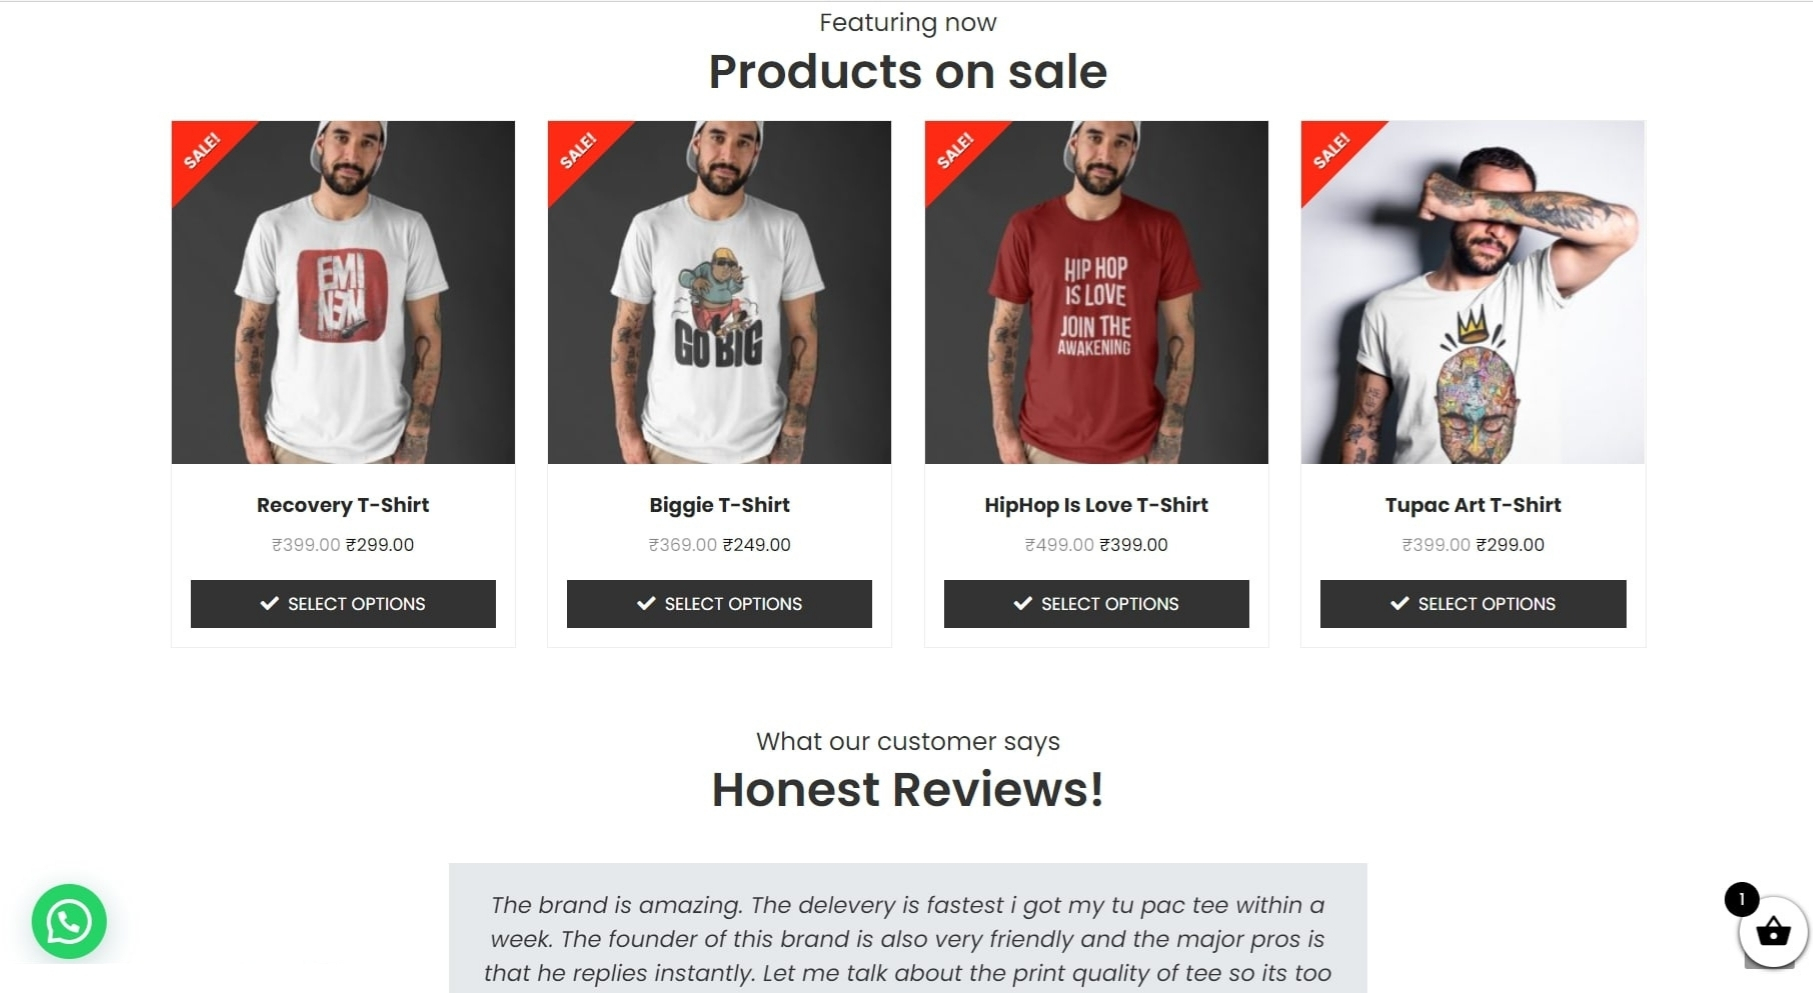 Featuring now
Products on sale
SALE!
SALE!
SALE!
SALE!
EMI
NEM
GO BIG
HIP HOP
IS LOVE
JOIN THE
AWAKENING
Recovery T-Shirt
Biggie T-Shirt
HipHop Is Love T-Shirt
Tupac Art T-Shirt
₹399.00 ₹299.00
₹369.00 ₹249.00
₹499.00 ₹399.00
₹399.00 ₹299.00
SELECT OPTIONS
SELECT OPTIONS
SELECT OPTIONS
SELECT OPTIONS
What our customer says
Honest Reviews!
The brand is amazing. The delevery is fastest i got my tu pac tee within a
week. The founder of this brand is also very friendly and the major pros is
that he replies instantly. Let me talk about the print quality of tee so its too
1